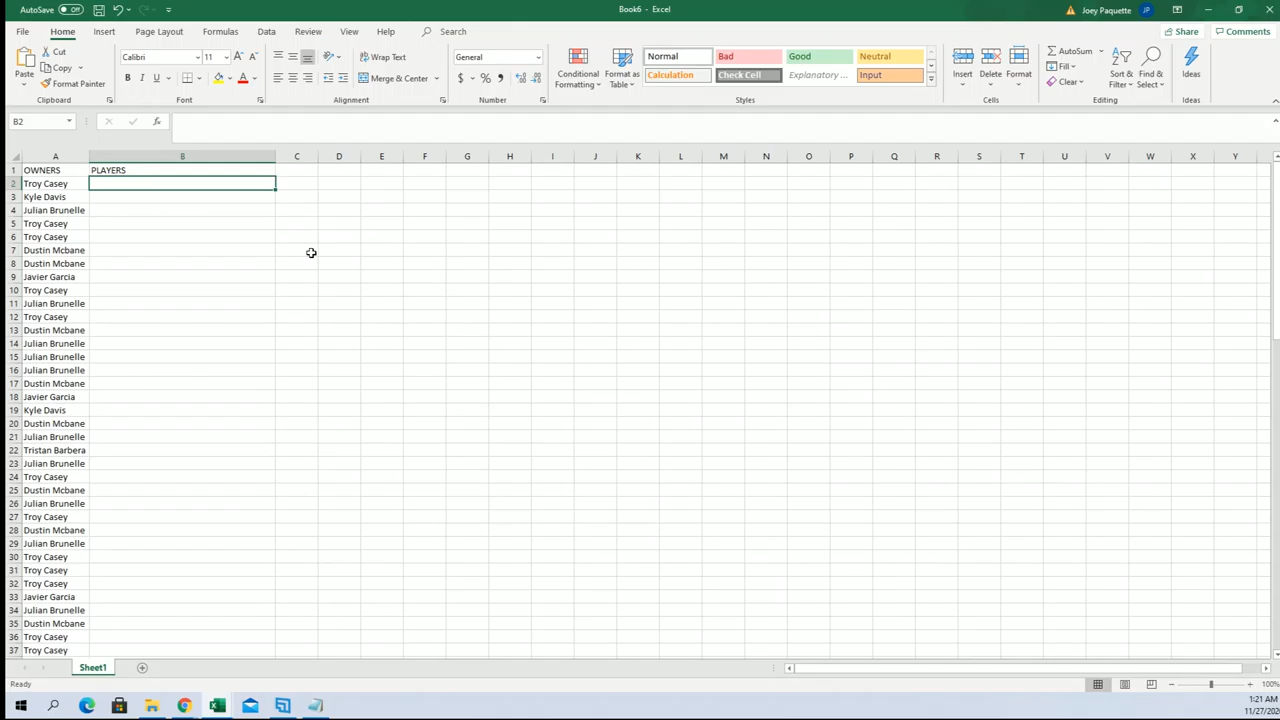 AutoSave Off Book6 - Excel Joey Paquette JP
File Home Insert Page Layout Formulas Data Review View Help Search Share Comments
Paste Cut Copy Format Painter Clipboard
Calibri 11 A A B I U A Font
Wrap Text Merge & Center Alignment
General $ % , Number
Conditional Formatting Format as Table
Normal Bad Good Neutral
Calculation Check Cell Explanatory ... Input
Styles
Insert Delete Format Cells
AutoSum Fill Clear Sort & Filter Find & Select Editing
Ideas Ideas
B2 fx
A B C D E F G H I J K L M N O P Q R S T U V W X Y
1 OWNERS PLAYERS
2 Troy Casey
3 Kyle Davis
4 Julian Brunelle
5 Troy Casey
6 Troy Casey
7 Dustin Mcbane
8 Dustin Mcbane
9 Javier Garcia
10 Troy Casey
11 Julian Brunelle
12 Troy Casey
13 Dustin Mcbane
14 Julian Brunelle
15 Julian Brunelle
16 Julian Brunelle
17 Dustin Mcbane
18 Javier Garcia
19 Kyle Davis
20 Dustin Mcbane
21 Julian Brunelle
22 Tristan Barbera
23 Julian Brunelle
24 Troy Casey
25 Dustin Mcbane
26 Julian Brunelle
27 Troy Casey
28 Dustin Mcbane
29 Julian Brunelle
30 Troy Casey
31 Troy Casey
32 Troy Casey
33 Javier Garcia
34 Julian Brunelle
35 Dustin Mcbane
36 Troy Casey
37 Troy Casey
Sheet1
Ready 100%
1:21 AM